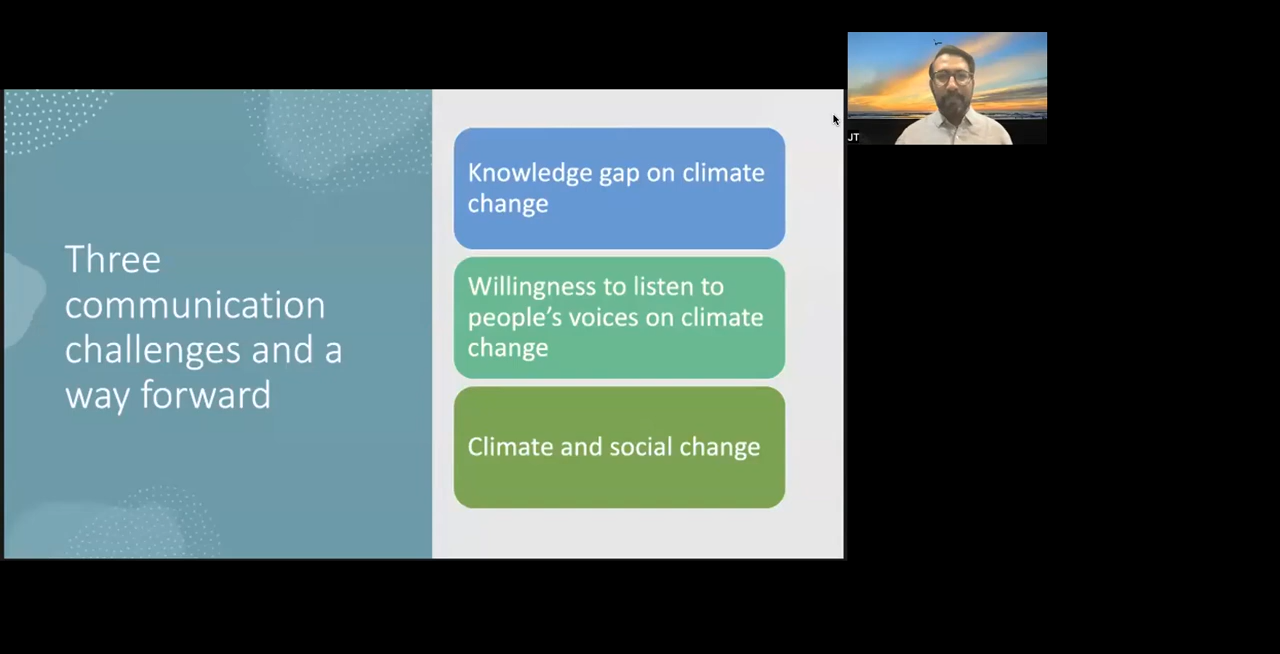 Three
communication
challenges and a
way forward
Knowledge gap on climate
change
Willingness to listen to
people’s voices on climate
change
Climate and social change
JT